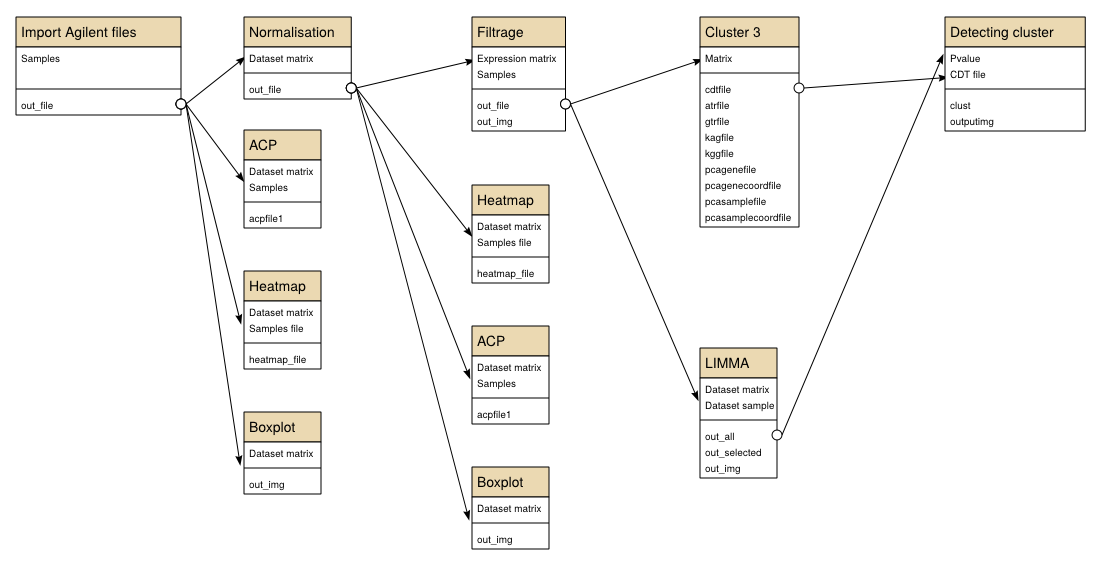 Import Agilent files
Samples
out_file
Normalisation
Dataset matrix
out_file
ACP
Dataset matrix
Samples
acpfile1
Heatmap
Dataset matrix
Samples file
heatmap_file
Boxplot
Dataset matrix
out_img
Filtrage
Expression matrix
Samples
out_file
out_img
Heatmap
Dataset matrix
Samples file
heatmap_file
ACP
Dataset matrix
Samples
acpfile1
Boxplot
Dataset matrix
out_img
Cluster 3
Matrix
cdtfile
atrfile
gtrfile
kagfile
kggfile
pcagenefile
pcagenecoordfile
pcasamplefile
pcasamplecoordfile
LIMMA
Dataset matrix
Dataset sample
out_all
out_selected
out_img
Detecting cluster
Pvalue
CDT file
clust
outputimg